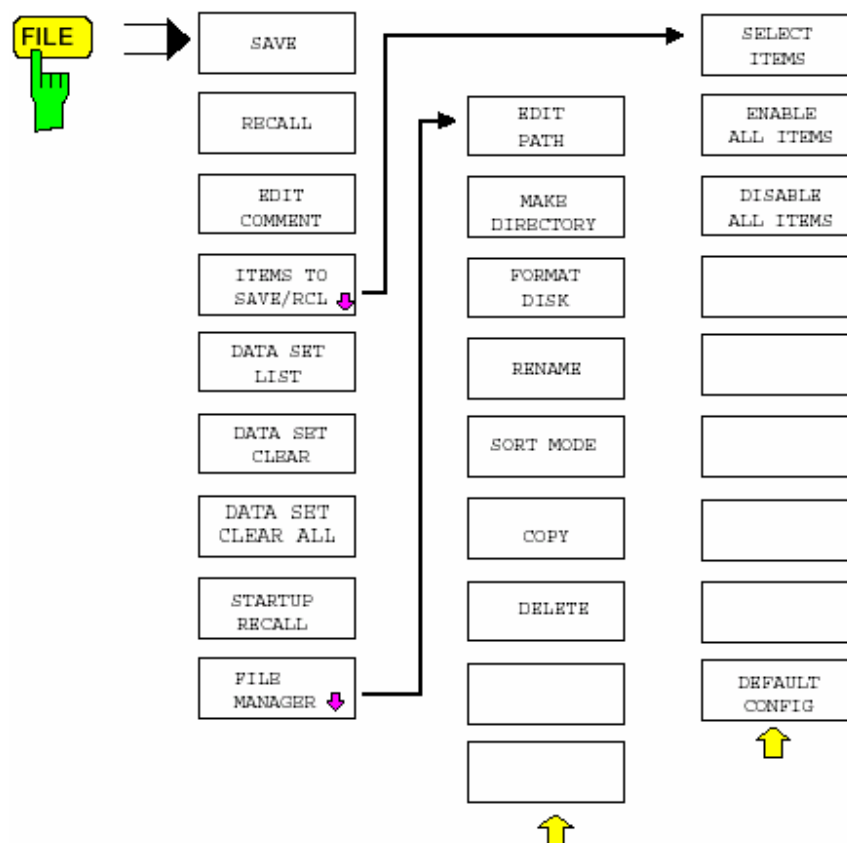 FILE
SAVE
RECALL
EDIT
COMMENT
ITEMS TO
SAVE/RCL
DATA SET
LIST
DATA SET
CLEAR
DATA SET
CLEAR ALL
STARTUP
RECALL
FILE
MANAGER
EDIT
PATH
MAKE
DIRECTORY
FORMAT
DISK
RENAME
SORT MODE
COPY
DELETE
SELECT
ITEMS
ENABLE
ALL ITEMS
DISABLE
ALL ITEMS
DEFAULT
CONFIG